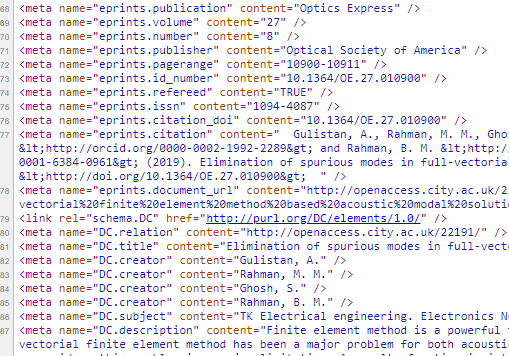 68 <meta name="eprints.publication" content="Optics Express" />
69 <meta name="eprints.volume" content="27" />
70 <meta name="eprints.number" content="8" />
71 <meta name="eprints.publisher" content="Optical Society of America" />
72 <meta name="eprints.pagerange" content="10900-10911" />
73 <meta name="eprints.id_number" content="10.1364/OE.27.010900" />
74 <meta name="eprints.refereed" content="TRUE" />
75 <meta name="eprints.issn" content="1094-4087" />
76 <meta name="eprints.citation_doi" content="10.1364/OE.27.010900" />
77 <meta name="eprints.citation" content="  Gulistan, A., Rahman, M. M., Ghos
&lt;http://orcid.org/0000-0002-1992-2289&gt; and Rahman, B. M. &lt;http:/
0001-6384-0961&gt; (2019). Elimination of spurious modes in full-vectoria
&lt;http://doi.org/10.1364/OE.27.010900&gt;  " />
78 <meta name="eprints.document_url" content="http://openaccess.city.ac.uk/2
vectorial%20finite%20element%20method%20based%20acoustic%20modal%20soluti
79 <link rel="schema.DC" href="http://purl.org/DC/elements/1.0/" />
80 <meta name="DC.relation" content="http://openaccess.city.ac.uk/22191/" />
81 <meta name="DC.title" content="Elimination of spurious modes in full-vect
82 <meta name="DC.creator" content="Gulistan, A." />
83 <meta name="DC.creator" content="Rahman, M. M." />
84 <meta name="DC.creator" content="Ghosh, S." />
85 <meta name="DC.creator" content="Rahman, B. M." />
86 <meta name="DC.subject" content="TK Electrical engineering. Electronics Nu
87 <meta name="DC.description" content="Finite element method is a powerful t
vectorial finite element method has been a major problem for both acousti